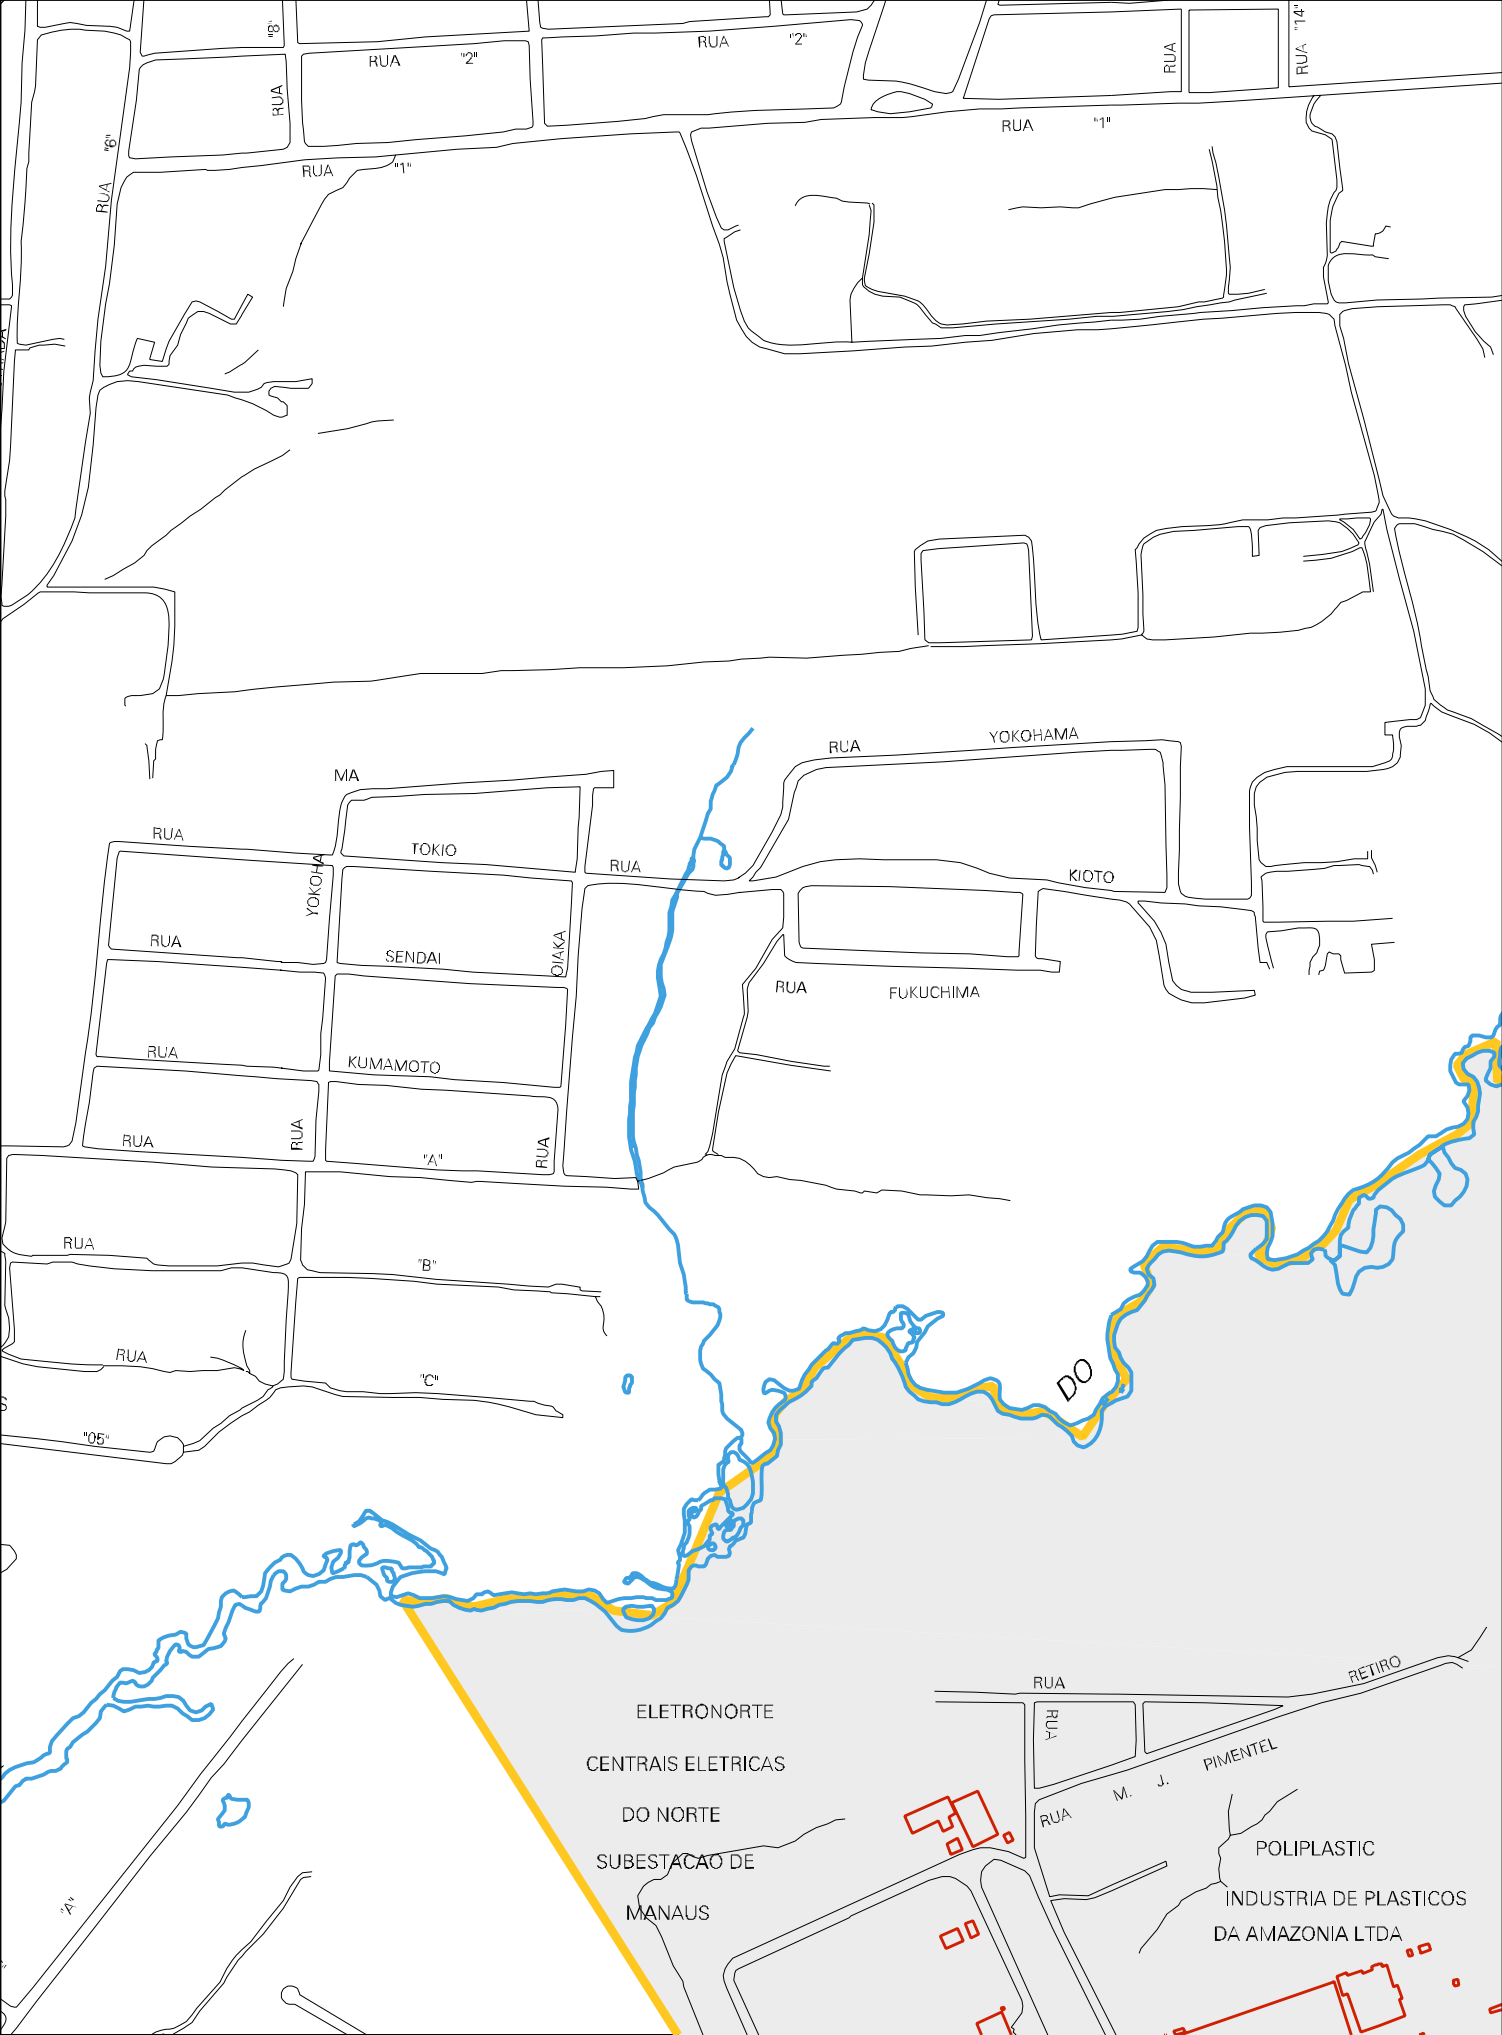 "8"
RUA "2"
RUA "2"
RUA
RUA "14"
RUA
"6"
RUA
RUA "1"
RUA "1"
RUA YOKOHAMA
MA
YOKOHA
RUA TOKIO
RUA KIOTO
RUA SENDAI
OIAKA
RUA FUKUCHIMA
RUA KUMAMOTO
RUA
RUA
RUA "A"
RUA "B"
RUA "C"
"05"
DO
RUA RETIRO
RUA
ELETRONORTE
CENTRAIS ELETRICAS
DO NORTE
SUBESTACAO DE
MANAUS
RUA M. J. PIMENTEL
POLIPLASTIC
INDUSTRIA DE PLASTICOS
DA AMAZONIA LTDA
"A"